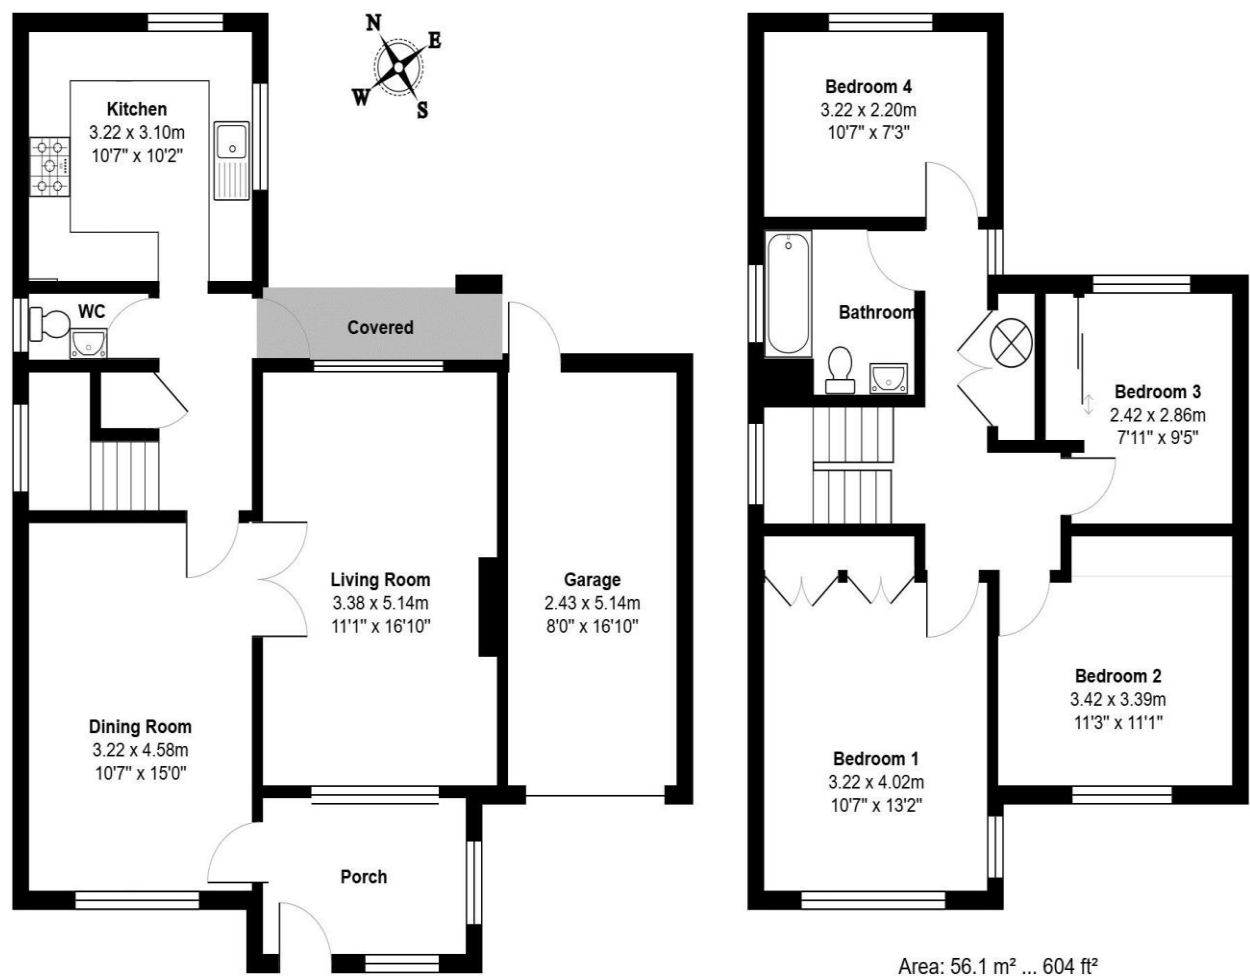 N
E
W
S
Kitchen
3.22 x 3.10m
10'7" x 10'2"
WC
Covered
Living Room
3.38 x 5.14m
11'1" x 16'10"
Garage
2.43 x 5.14m
8'0" x 16'10"
Dining Room
3.22 x 4.58m
10'7" x 15'0"
Porch
Bedroom 4
3.22 x 2.20m
10'7" x 7'3"
Bathroom
Bedroom 3
2.42 x 2.86m
7'11" x 9'5"
Bedroom 2
3.42 x 3.39m
11'3" x 11'1"
Bedroom 1
3.22 x 4.02m
10'7" x 13'2"
Area: 56.1 m² ... 604 ft²